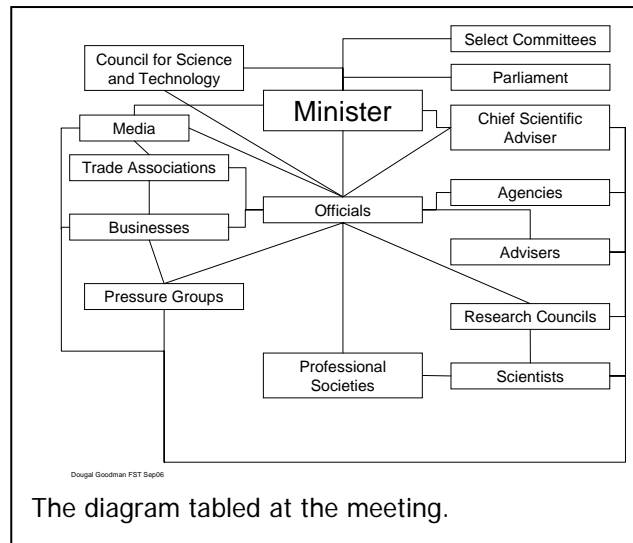 Select Committees
Council for Science
and Technology
Parliament
Minister
Media
Chief Scientific
Adviser
Trade Associations
Agencies
Officials
Businesses
Advisers
Pressure Groups
Research Councils
Professional
Societies
Scientists
Dougal Goodman FST Sep06
The diagram tabled at the meeting.